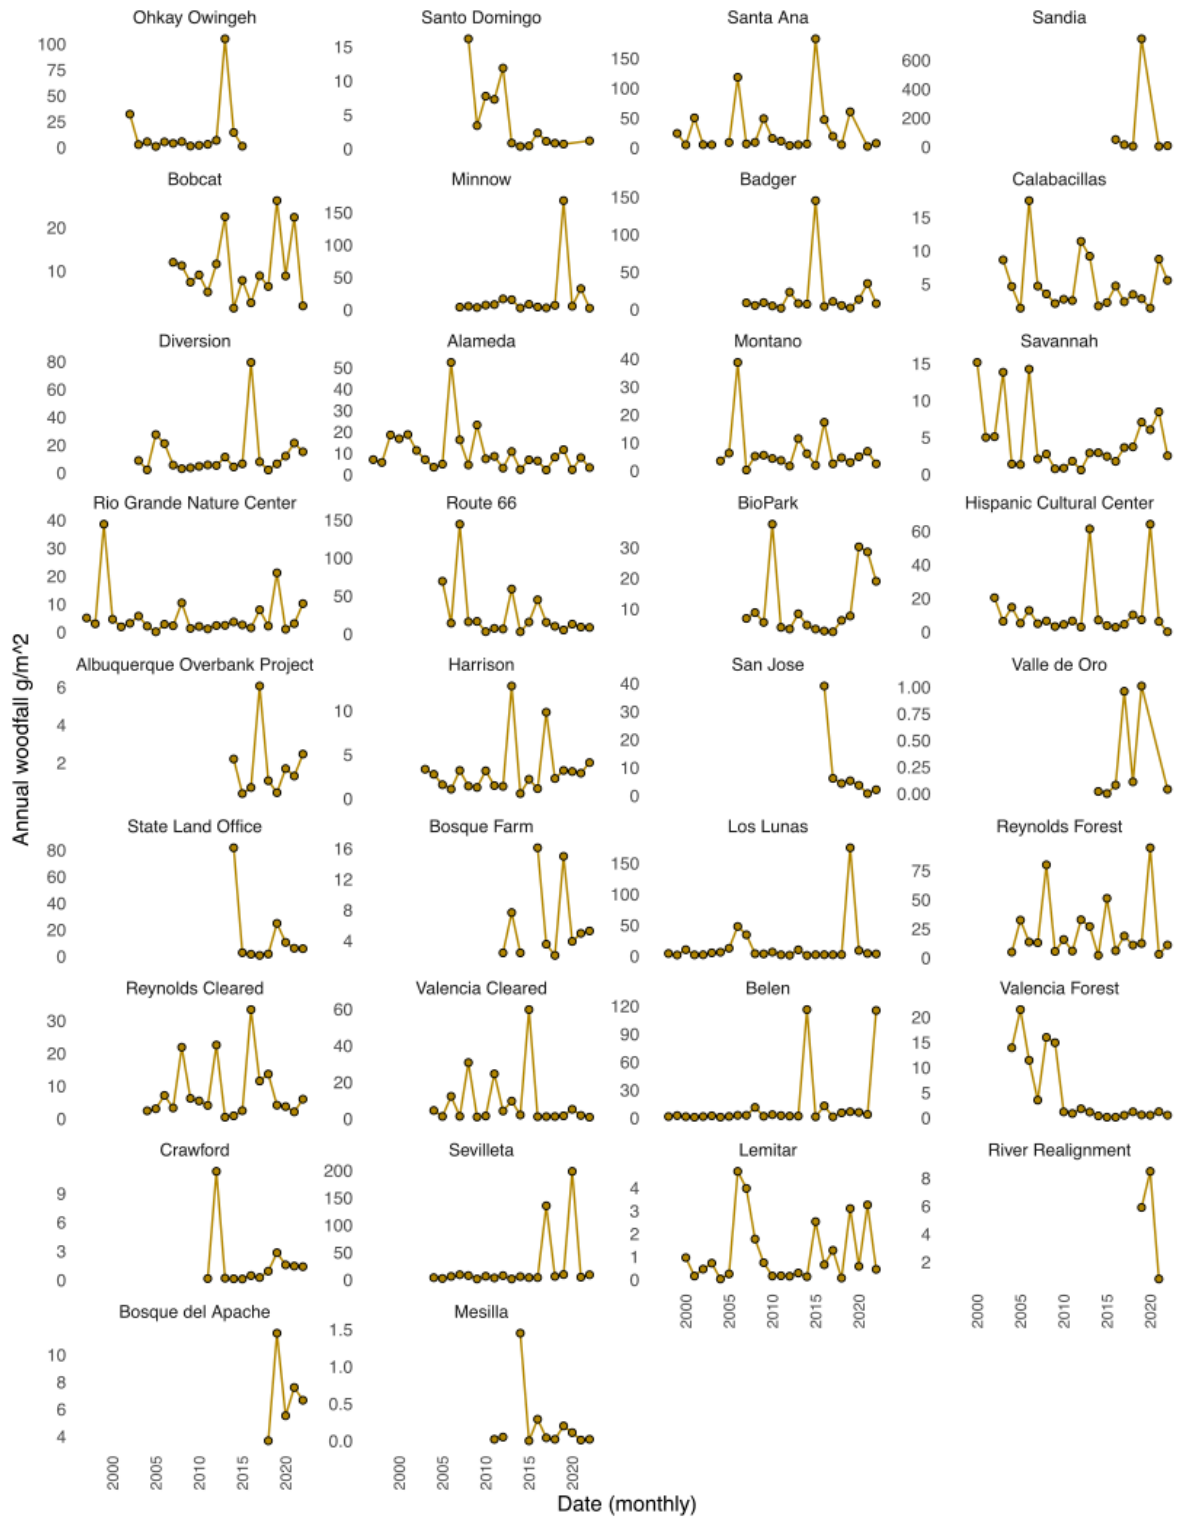 Ohkay Owingeh Santo Domingo Santa Ana Sandia
100 75 50 25 0
15 10 5 0
150 100 50 0
600 400 200 0
Bobcat Minnow Badger Calabacillas
20 10
150 100 50 0
150 100 50 0
15 10 5
Diversion Alameda Montano Savannah
80 60 40 20 0
50 40 30 20 10 0
40 30 20 10 0
15 10 5 0
Rio Grande Nature Center Route 66 BioPark Hispanic Cultural Center
40 30 20 10 0
150 100 50 0
30 20 10
60 40 20 0
Albuquerque Overbank Project Harrison San Jose Valle de Oro
6 4 2
10 5 0
40 30 20 10 0
1.00 0.75 0.50 0.25 0.00
State Land Office Bosque Farm Los Lunas Reynolds Forest
80 60 40 20 0
16 12 8 4
150 100 50 0
75 50 25 0
Reynolds Cleared Valencia Cleared Belen Valencia Forest
30 20 10 0
60 40 20 0
120 90 60 30 0
20 15 10 5 0
Crawford Sevilleta Lemitar River Realignment
9 6 3 0
200 150 100 50 0
4 3 2 1 0
8 6 4 2
2000 2005 2010 2015 2020
2000 2005 2010 2015 2020
Bosque del Apache Mesilla
10 8 6 4
1.5 1.0 0.5 0.0
2000 2005 2010 2015 2020
2000 2005 2010 2015 2020
Annual woodfall g/m^2
Date (monthly)